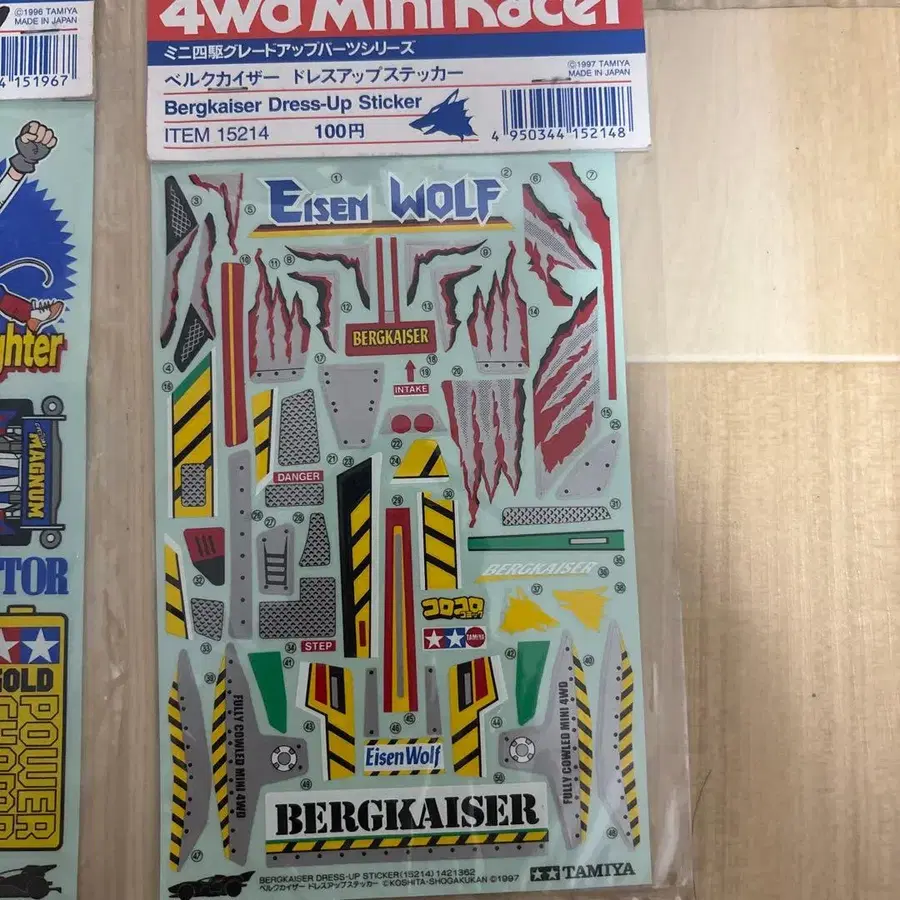 ©1996 TAMIYA
MADE IN JAPAN
4 151967
MAGNUM
TOR
GOLD
POWER
4WD Mini Racer
ミニ四駆グレードアップパーツシリーズ
ベルクカイザー ドレスアップステッカー
©1997 TAMIYA
MADE IN JAPAN
Bergkaiser Dress-Up Sticker
ITEM 15214 100円
4 950344 152148
EISEN WOLF
BERGKAISER
INTAKE
DANGER
BERGKAISER
コロコロ
コミック
TAMIYA
STEP
FULLY COWLED MINI 4WD
FULLY COWLED MINI 4WD
Eisen Wolf
BERGKAISER
BERGKAISER DRESS-UP STICKER(15214) 1421362
ベルクカイザー ドレスアップステッカー ©KOSHITA·SHOGAKUKAN ©1997
TAMIYA